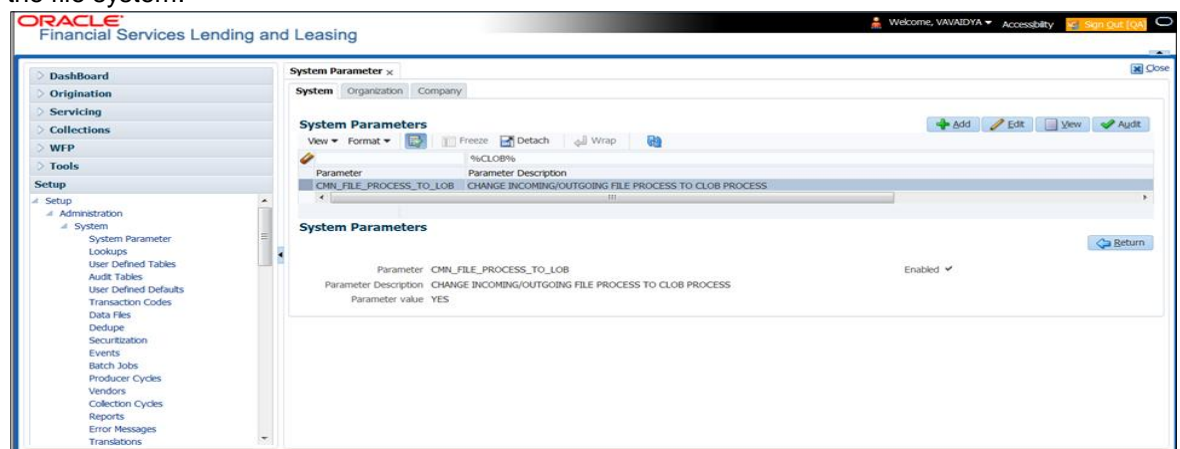 the file system.
ORACLE
Financial Services Lending and Leasing
Welcome, VAVAIDYA Accessibility Sign Out [QA]
DashBoard
Origination
Servicing
Collections
WFP
Tools
Setup
Setup
Administration
System
System Parameter
Lookups
User Defined Tables
Audit Tables
User Defined Defaults
Transaction Codes
Data Files
Dedupe
Securitization
Events
Batch Jobs
Producer Cycles
Vendors
Collection Cycles
Reports
Error Messages
Translations
System Parameter x Close
System Organization Company
System Parameters Add Edit View Audit
View Format Freeze Detach Wrap
%CLOB%
Parameter Parameter Description
CMN_FILE_PROCESS_TO_LOB CHANGE INCOMING/OUTGOING FILE PROCESS TO CLOB PROCESS
System Parameters
Return
Parameter CMN_FILE_PROCESS_TO_LOB Enabled
Parameter Description CHANGE INCOMING/OUTGOING FILE PROCESS TO CLOB PROCESS
Parameter value YES